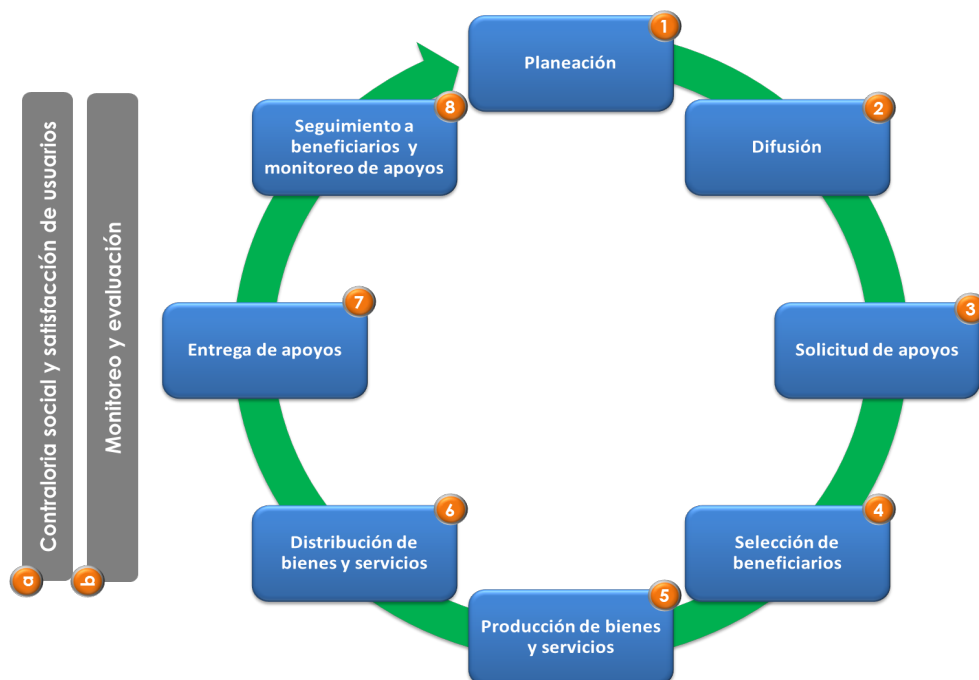 1
Planeación
2
Difusión
3
Solicitud de apoyos
4
Selección de
beneficiarios
5
Producción de bienes
y servicios
6
Distribución de
bienes y servicios
7
Entrega de apoyos
8
Seguimiento a
beneficiarios y
monitoreo de apoyos
a
Contraloria social y satisfacción de usuarios
b
Monitoreo y evaluación